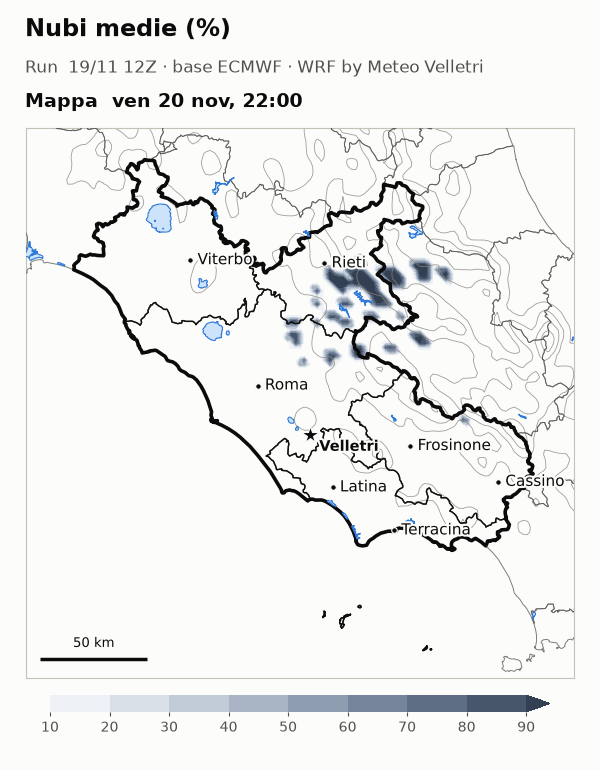 Nubi medie (%)
Run  19/11 12Z · base ECMWF · WRF by Meteo Velletri
Mappa  ven 20 nov, 22:00
Viterbo
Rieti
Roma
Velletri
Frosinone
Latina
Cassino
Terracina
50 km
10 20 30 40 50 60 70 80 90